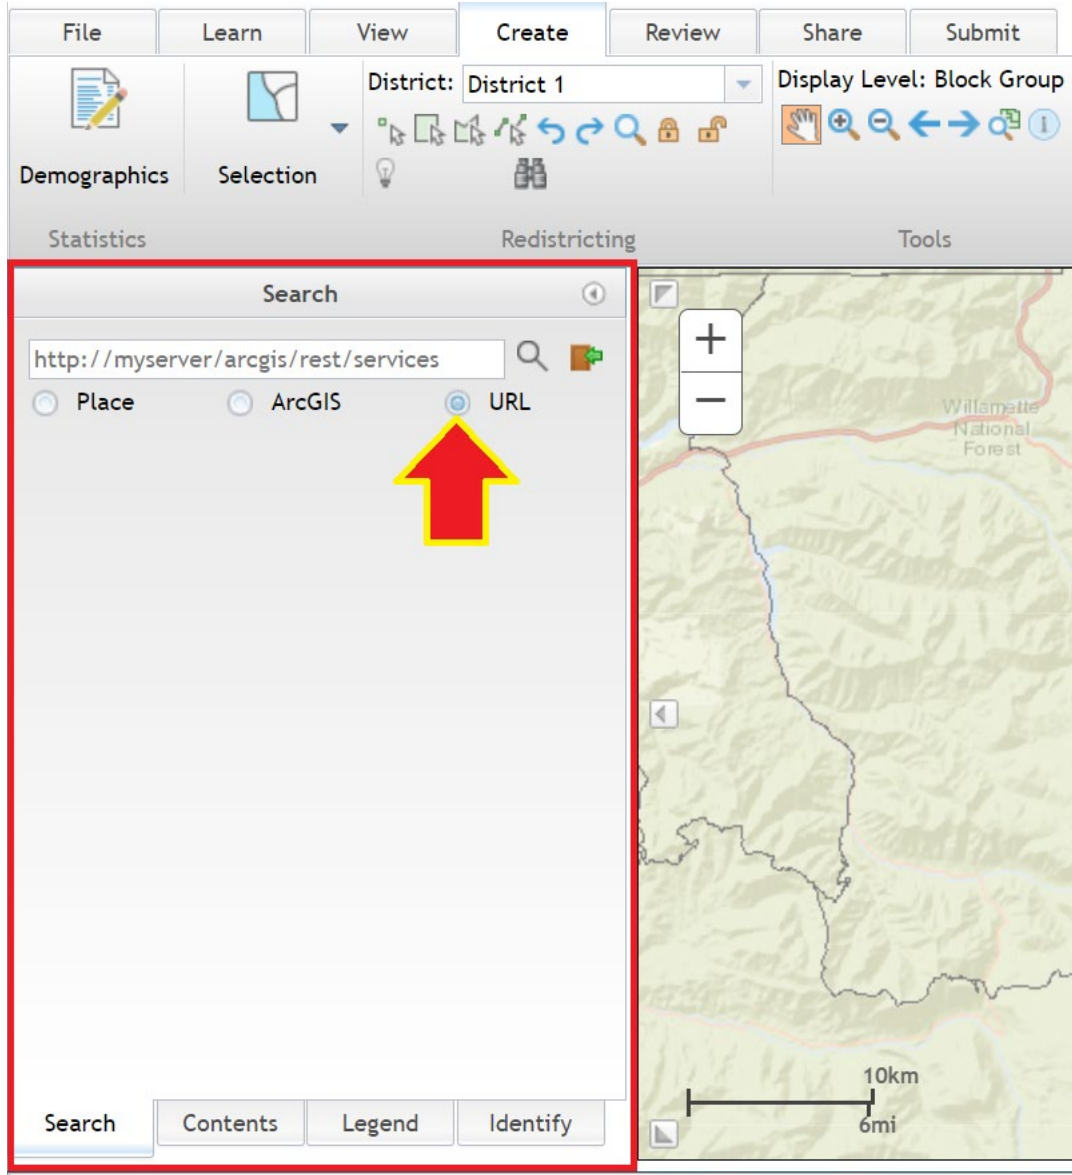 File Learn View Create Review Share Submit
District: District 1
Display Level: Block Group
Demographics
Selection
Statistics
Redistricting
Tools
Search
http://myserver/arcgis/rest/services
Place ArcGIS URL
Willamette
National
Forest
10km
6mi
Search Contents Legend Identify